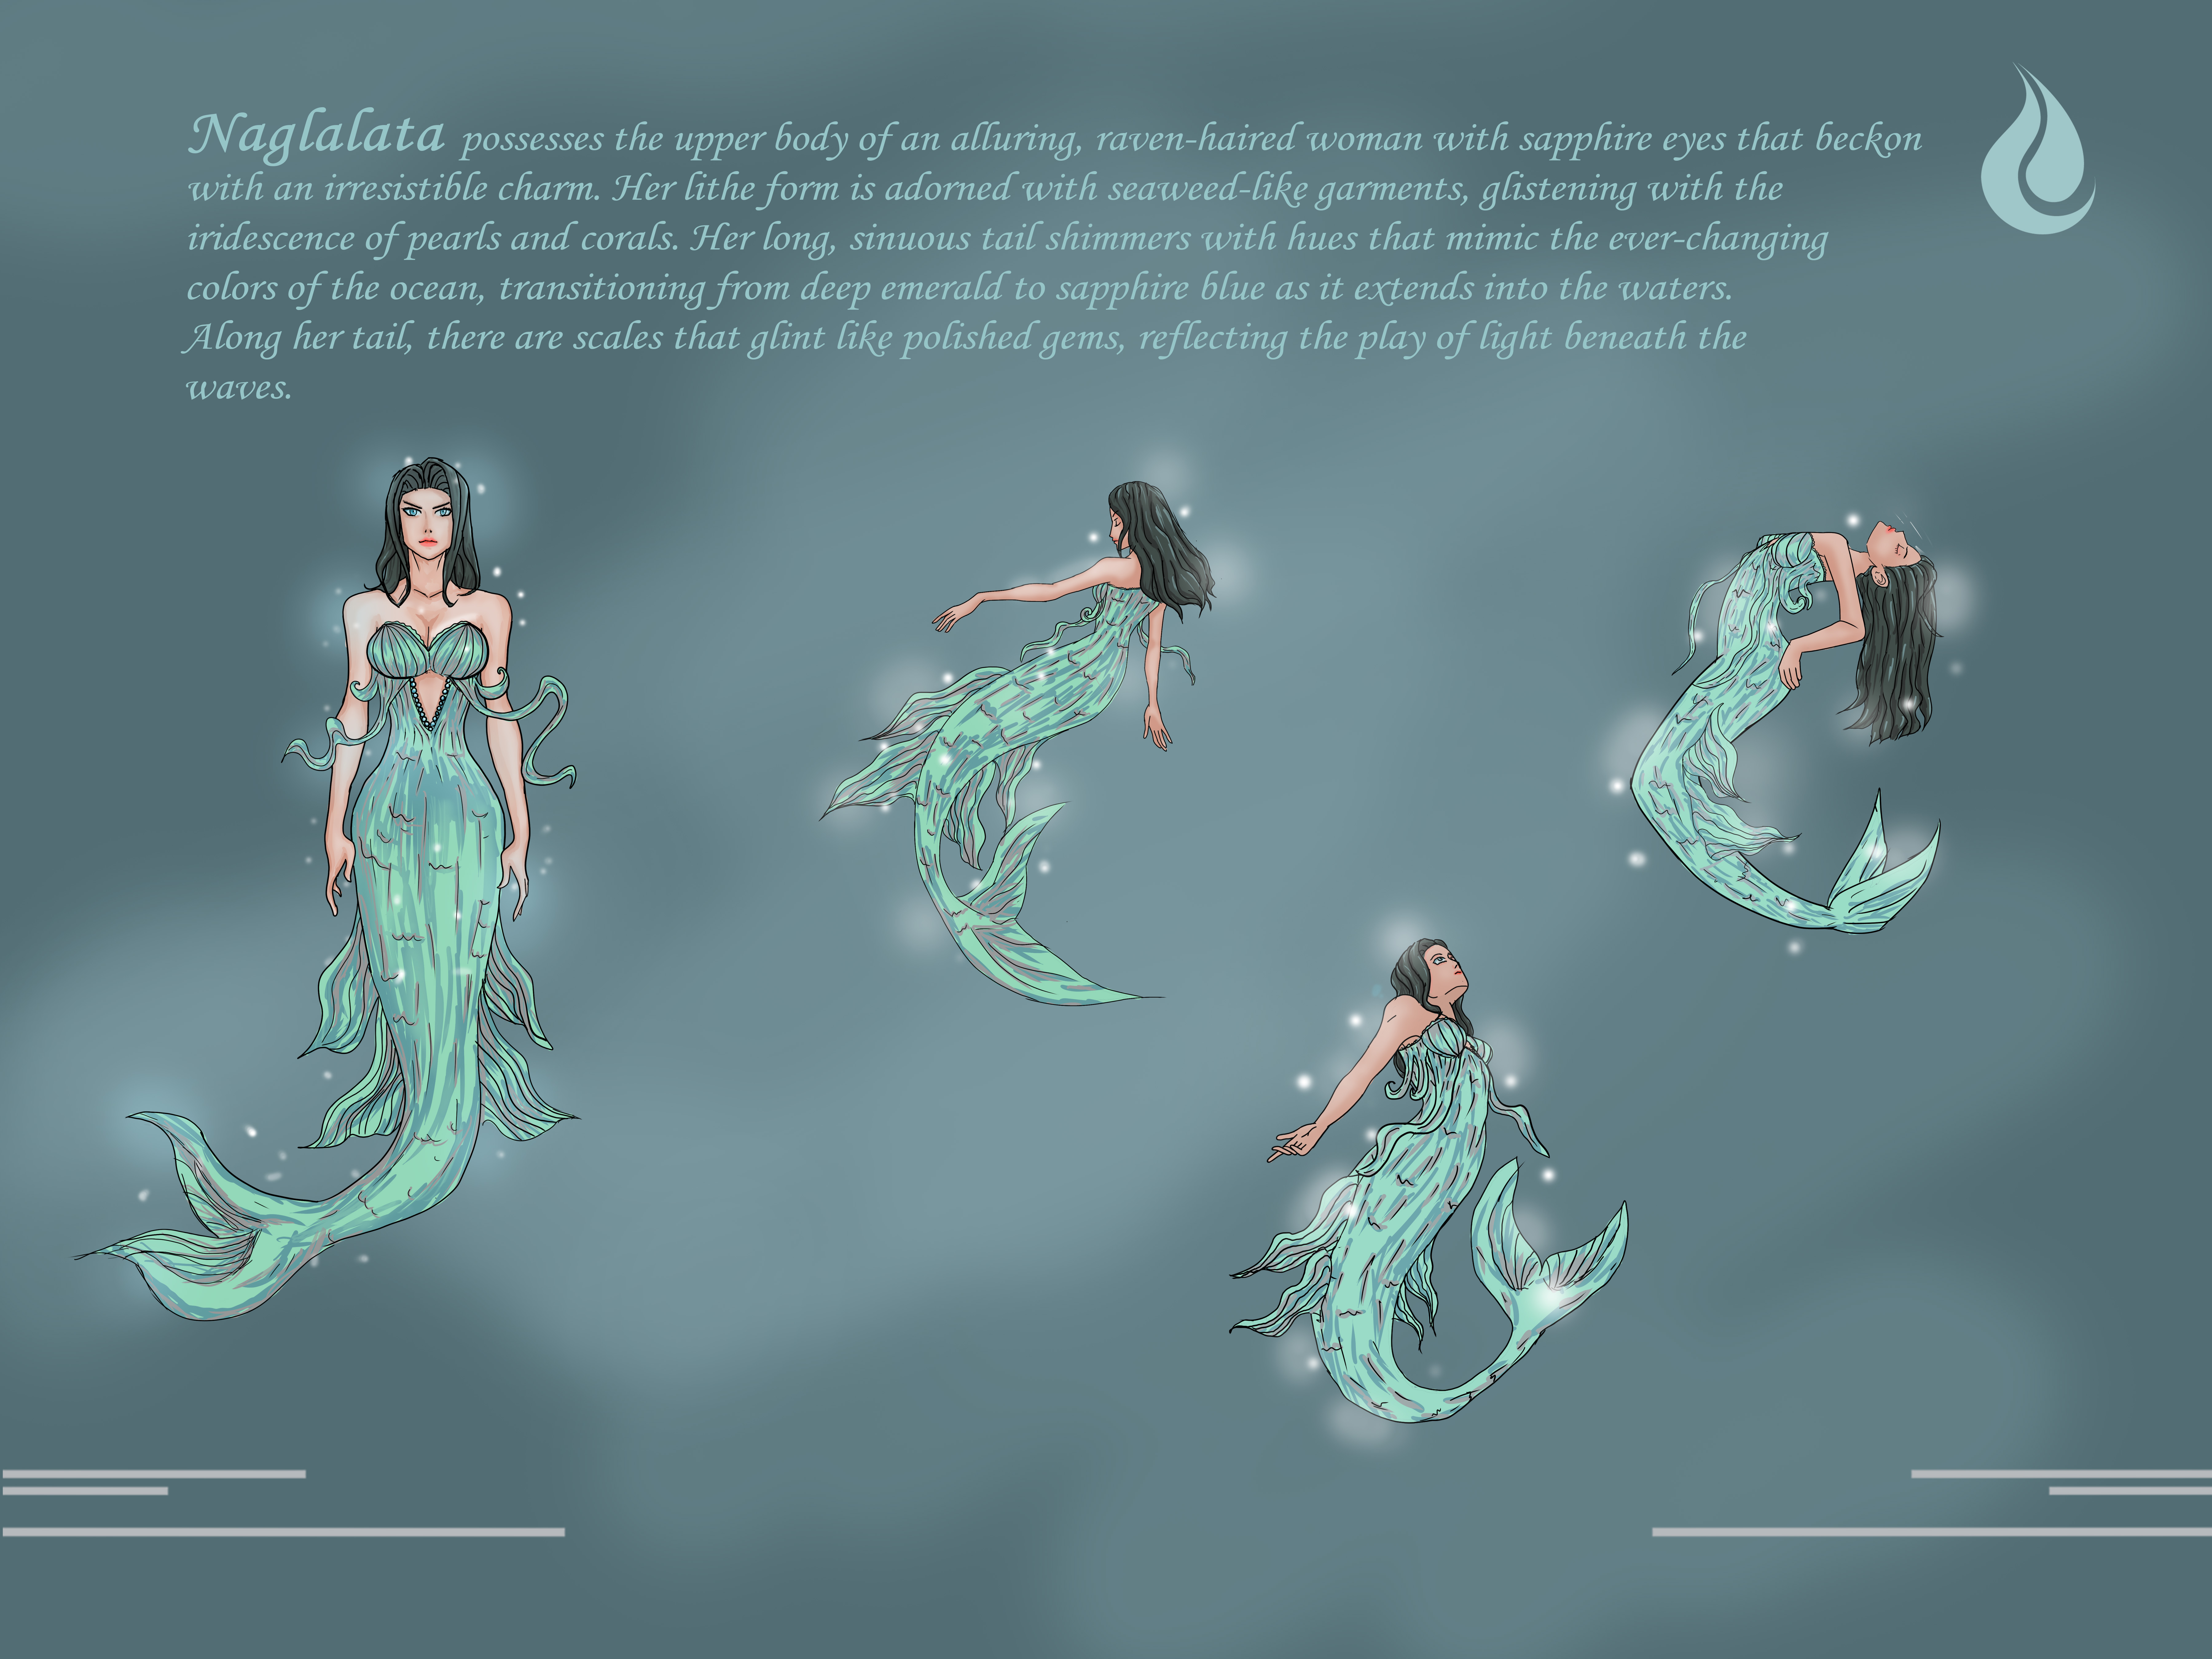 Naglalata possesses the upper body of an alluring, raven-haired woman with sapphire eyes that beckon
with an irresistible charm. Her lithe form is adorned with seaweed-like garments, glistening with the
iridescence of pearls and corals. Her long, sinuous tail shimmers with hues that mimic the ever-changing
colors of the ocean, transitioning from deep emerald to sapphire blue as it extends into the waters.
Along her tail, there are scales that glint like polished gems, reflecting the play of light beneath the
waves.